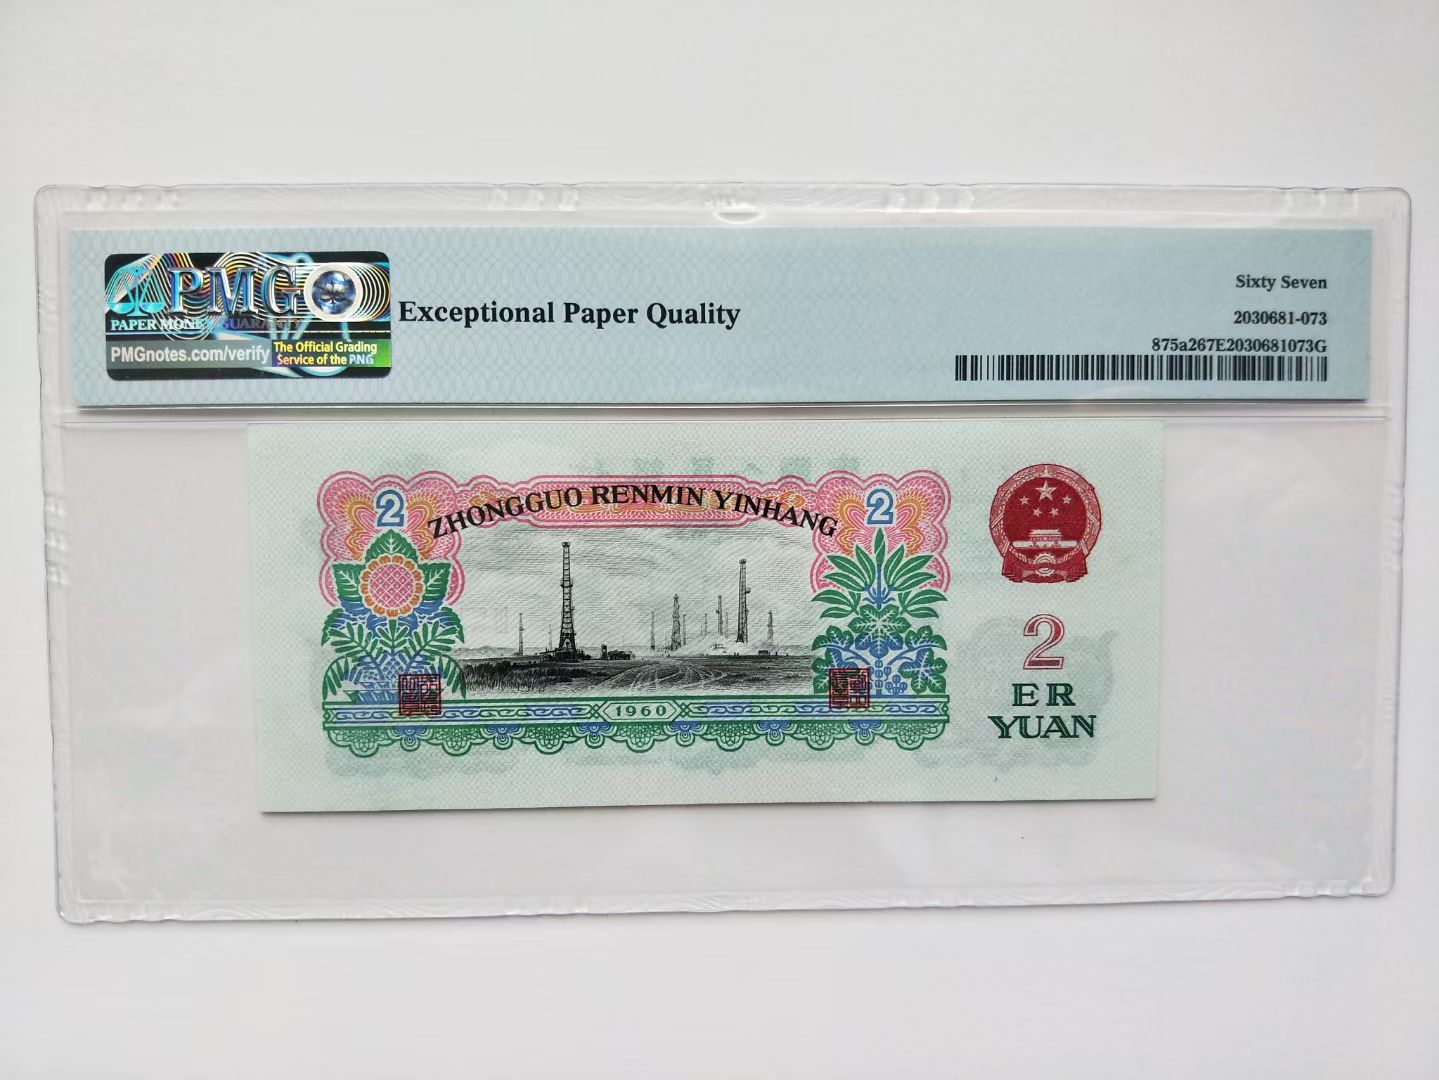 PMG
PAPER MONEY GUARANTY
PMGnotes.com/verify
The Official Grading
Service of the PNG
Exceptional Paper Quality
Sixty Seven
2030681-073
875a267E2030681073G
2
ZHONGGUO RENMIN YINHANG
2
1960
2
ER
YUAN